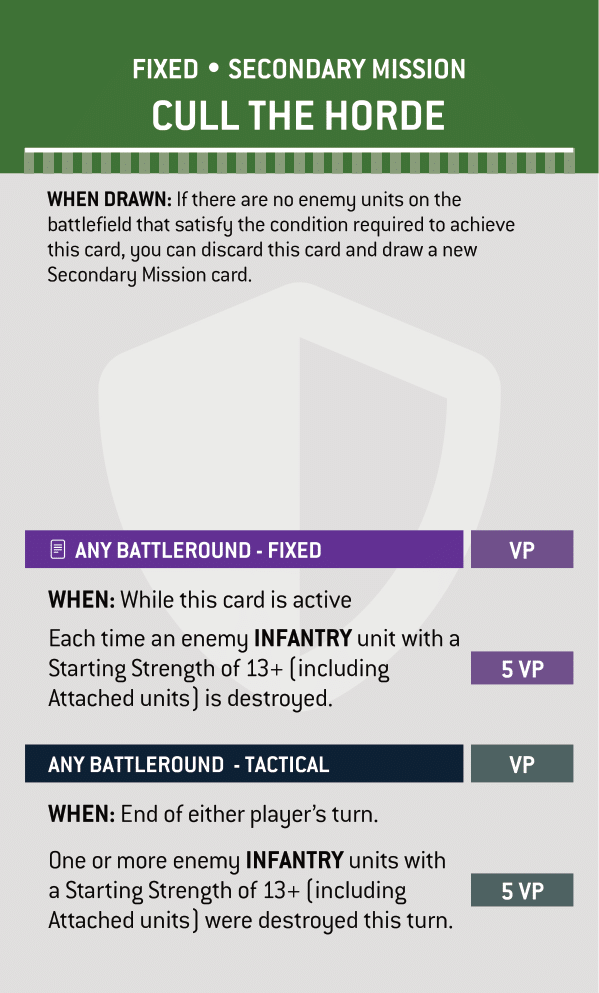 FIXED • SECONDARY MISSION
CULL THE HORDE
WHEN DRAWN: If there are no enemy units on the
battlefield that satisfy the condition required to achieve
this card, you can discard this card and draw a new
Secondary Mission card.
ANY BATTLEROUND - FIXED
VP
WHEN: While this card is active
Each time an enemy INFANTRY unit with a
Starting Strength of 13+ (including
Attached units) is destroyed.
5 VP
ANY BATTLEROUND - TACTICAL
VP
WHEN: End of either player’s turn.
One or more enemy INFANTRY units with
a Starting Strength of 13+ (including
Attached units) were destroyed this turn.
5 VP